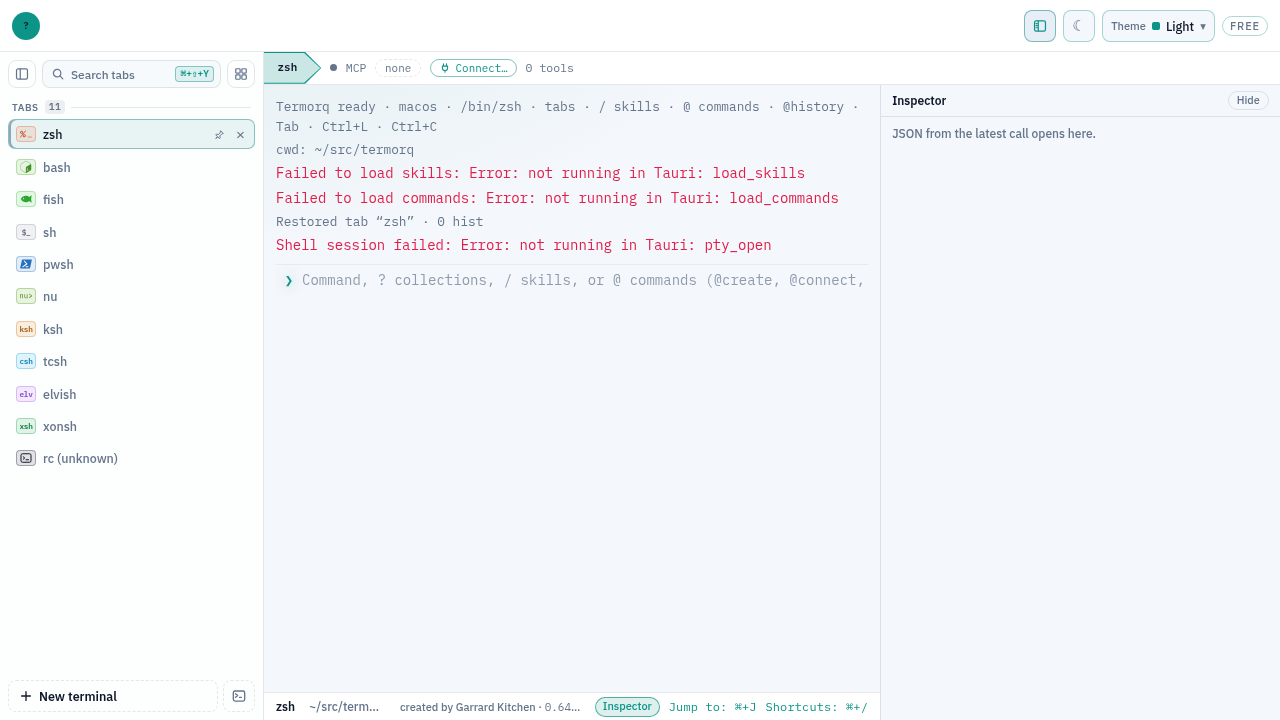 ?
Theme Light ▾ FREE
Search tabs ⌘+⇧+Y
TABS 11
%_ zsh
bash
fish
$_ sh
pwsh
nu> nu
ksh ksh
csh tcsh
elv elvish
xsh xonsh
rc (unknown)
+ New terminal
zsh MCP none Connect… 0 tools
Termorq ready · macos · /bin/zsh · tabs · / skills · @ commands · @history ·
Tab · Ctrl+L · Ctrl+C
cwd: ~/src/termorq
Failed to load skills: Error: not running in Tauri: load_skills
Failed to load commands: Error: not running in Tauri: load_commands
Restored tab “zsh” · 0 hist
Shell session failed: Error: not running in Tauri: pty_open
❯ Command, ? collections, / skills, or @ commands (@create, @connect,
zsh ~/src/term… created by Garrard Kitchen · 0.64… Inspector Jump to: ⌘+J Shortcuts: ⌘+/
Inspector Hide
JSON from the latest call opens here.